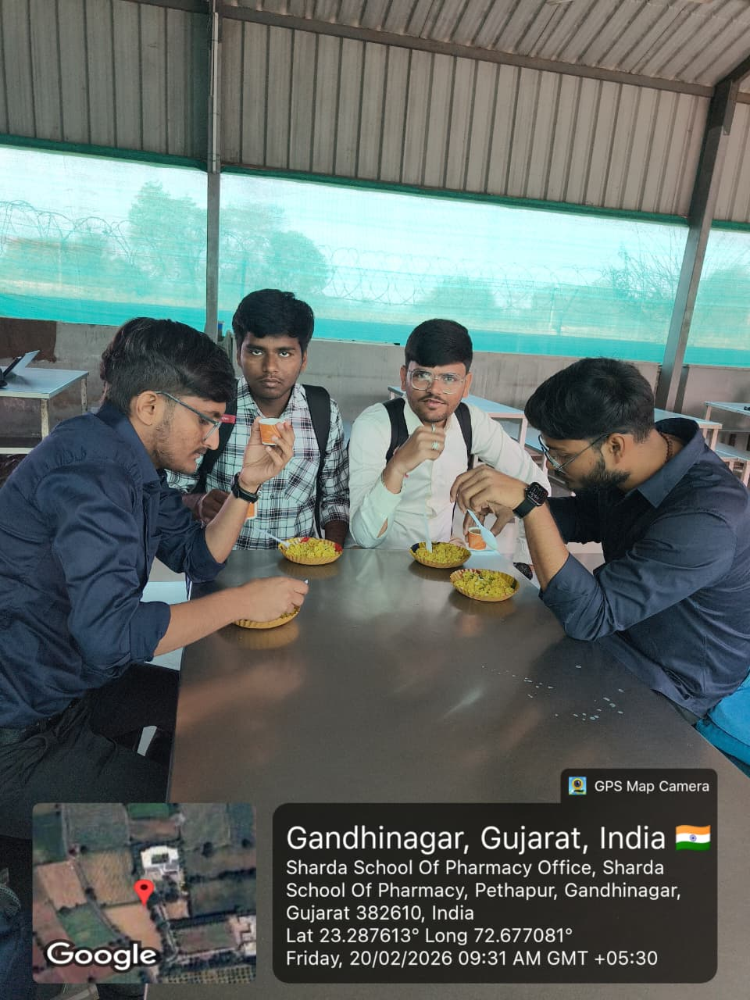 GPS Map Camera
Gandhinagar, Gujarat, India
Sharda School Of Pharmacy Office, Sharda
School Of Pharmacy, Pethapur, Gandhinagar,
Gujarat 382610, India
Lat 23.287613° Long 72.677081°
Friday, 20/02/2026 09:31 AM GMT +05:30
Google